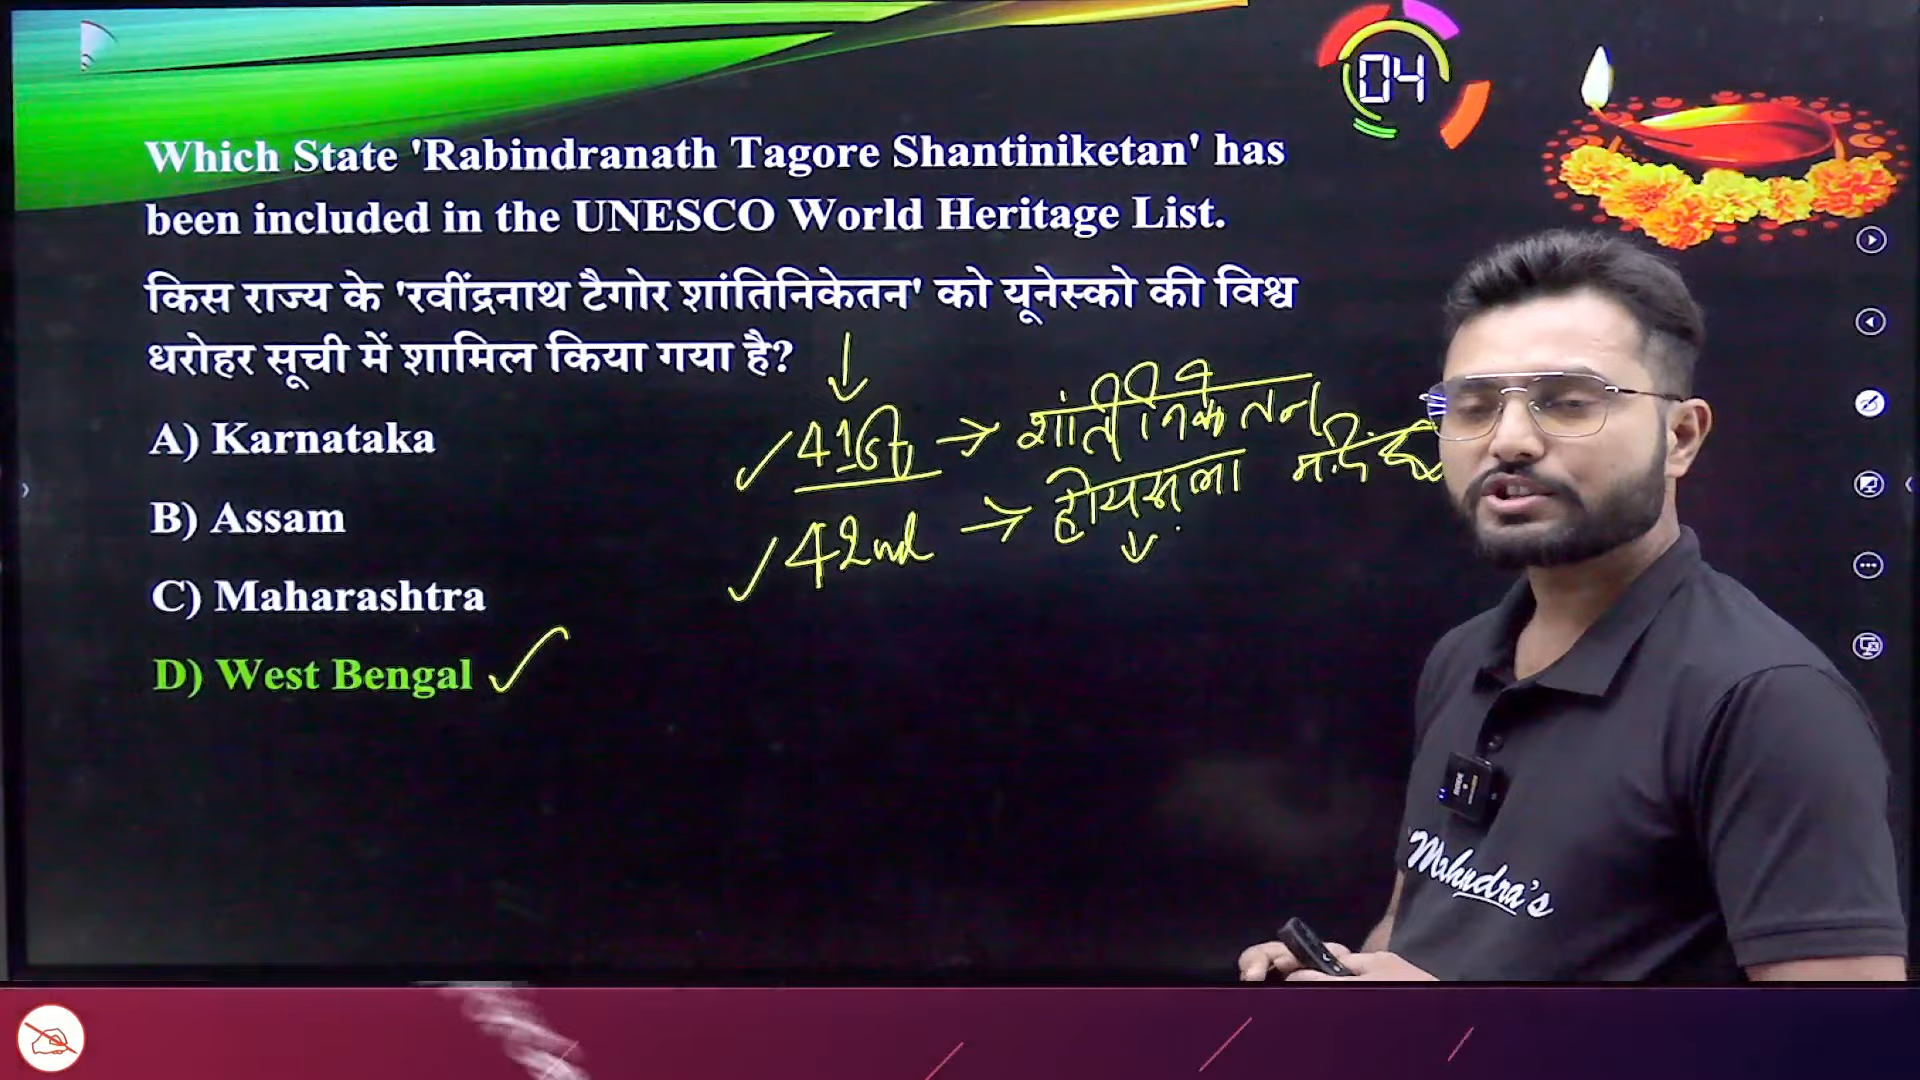 04
Which State 'Rabindranath Tagore Shantiniketan' has
been included in the UNESCO World Heritage List.
किस राज्य के 'रवींद्रनाथ टैगोर शांतिनिकेतन' को यूनेस्को की विश्व
धरोहर सूची में शामिल किया गया है?
A) Karnataka
B) Assam
C) Maharashtra
D) West Bengal
41st → शांतीनिकेतन
42nd → होयसला
Mahendra's